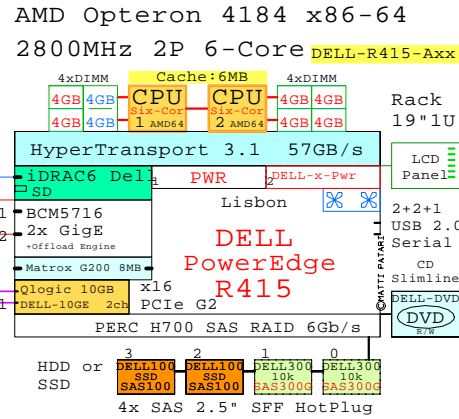 AMD Opteron 4184 x86-64
2800MHz 2P 6-Core DELL-R415-Axx
4xDIMM Cache:6MB 4xDIMM
4GB 4GB CPU CPU 4GB 4GB
Six-Cor Six-Cor
4GB 4GB 1 AMD64 2 AMD64 4GB 4GB
Rack
19"1U
HyperTransport 3.1 57GB/s
iDRAC6 Dell
SD
1 PWR
2 DELL-x-Pwr
LCD
Panel
Lisbon
1 BCM5716
2 2x GigE
+Offload Engine
2+2+1
USB 2.0
Serial
DELL
PowerEdge
R415
Matrox G200 8MB
©MATTI PATARI
CD
Slimline
Qlogic 10GB
1 DELL-10GE 2ch
x16
PCIe G2
DELL-DVD
DVD
R/W
PERC H700 SAS RAID 6Gb/s
3 2 1 0
HDD or
SSD
DELL100 DELL100 DELL300 DELL300
SSD SSD 10k 10k
SAS100 SAS100 SAS300G SAS300G
4x SAS 2.5" SFF HotPlug